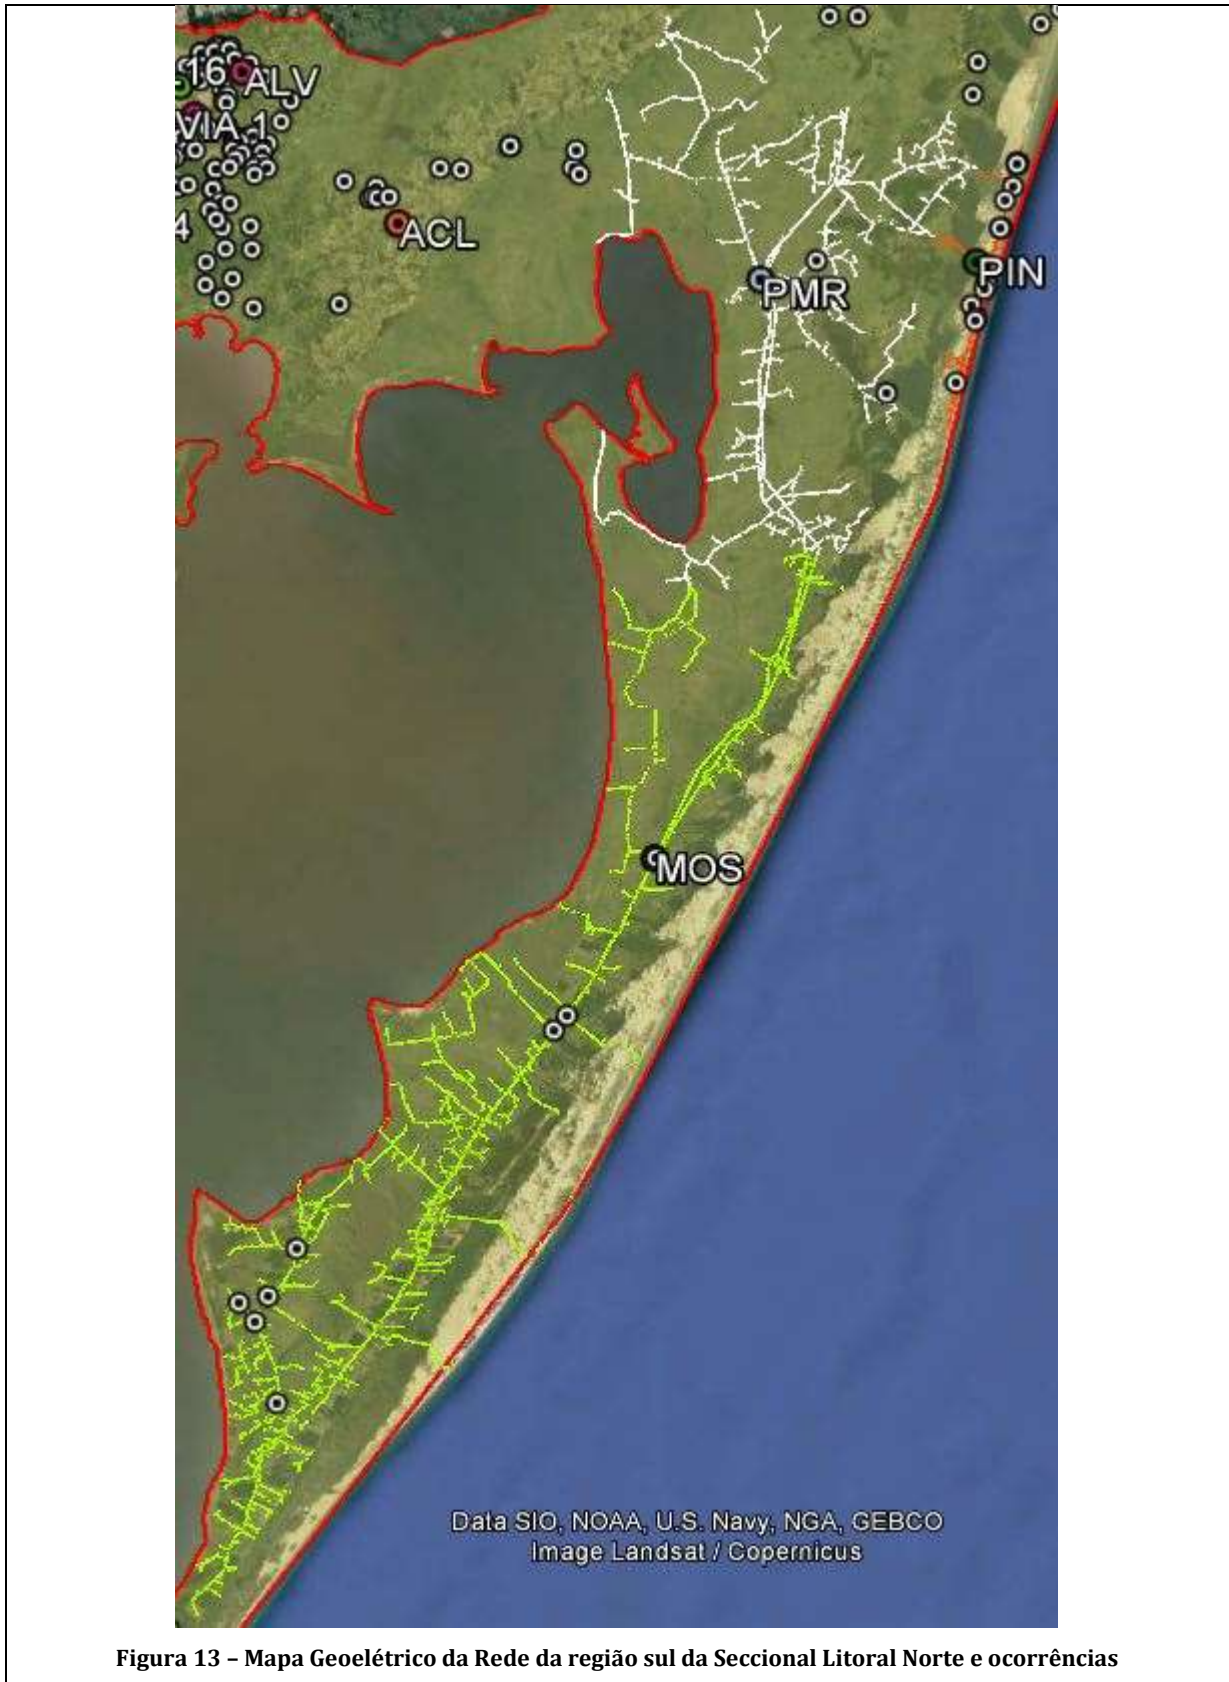 16 ALV
VIA 1
4
ACL
PMR
PIN
MOS
Data SIO, NOAA, U.S. Navy, NGA, GEBCO
Image Landsat / Copernicus
Figura 13 – Mapa Geoelétrico da Rede da região sul da Seccional Litoral Norte e ocorrências